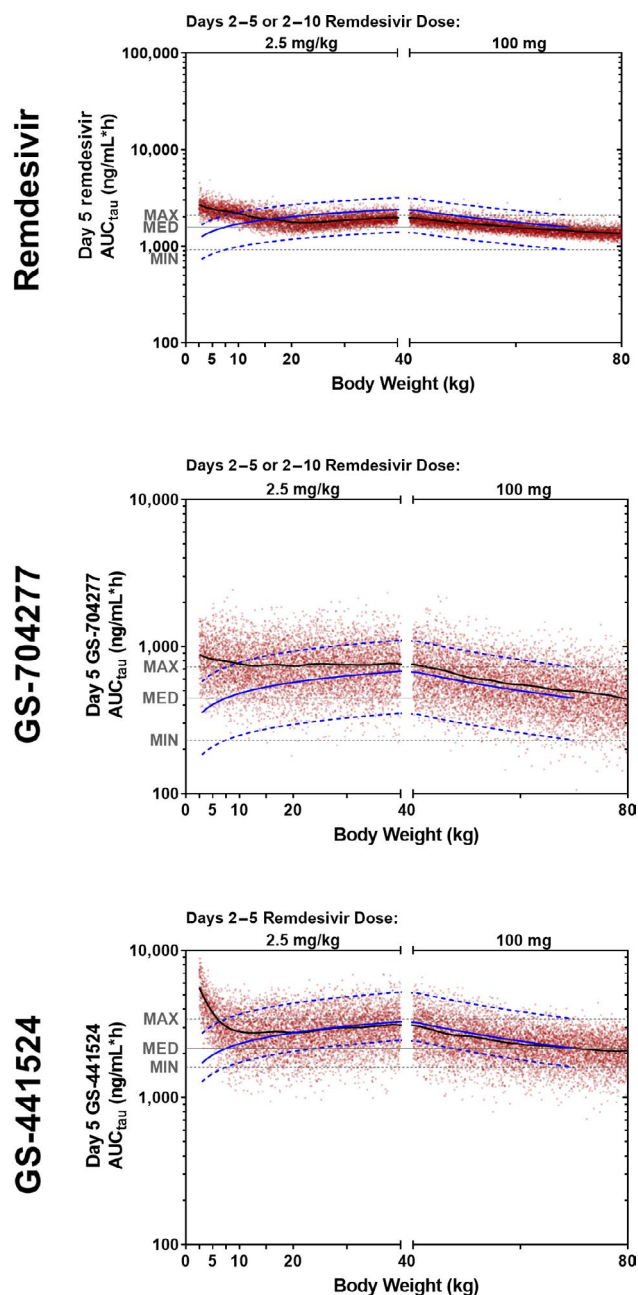 Remdesivir
Days 2–5 or 2–10 Remdesivir Dose:
2.5 mg/kg 100 mg
Day 5 remdesivir
AUCtau (ng/mL*h)
100,000
10,000
MAX
MED
1,000
MIN
100
0 5 10 20 40 80
Body Weight (kg)
GS-704277
Days 2–5 or 2–10 Remdesivir Dose:
2.5 mg/kg 100 mg
Day 5 GS-704277
AUCtau (ng/mL*h)
10,000
1,000
MAX
MED
MIN
100
0 5 10 20 40 80
Body Weight (kg)
GS-441524
Days 2–5 Remdesivir Dose:
2.5 mg/kg 100 mg
Day 5 GS-441524
AUCtau (ng/mL*h)
10,000
MAX
MED
MIN
1,000
100
0 5 10 20 40 80
Body Weight (kg)